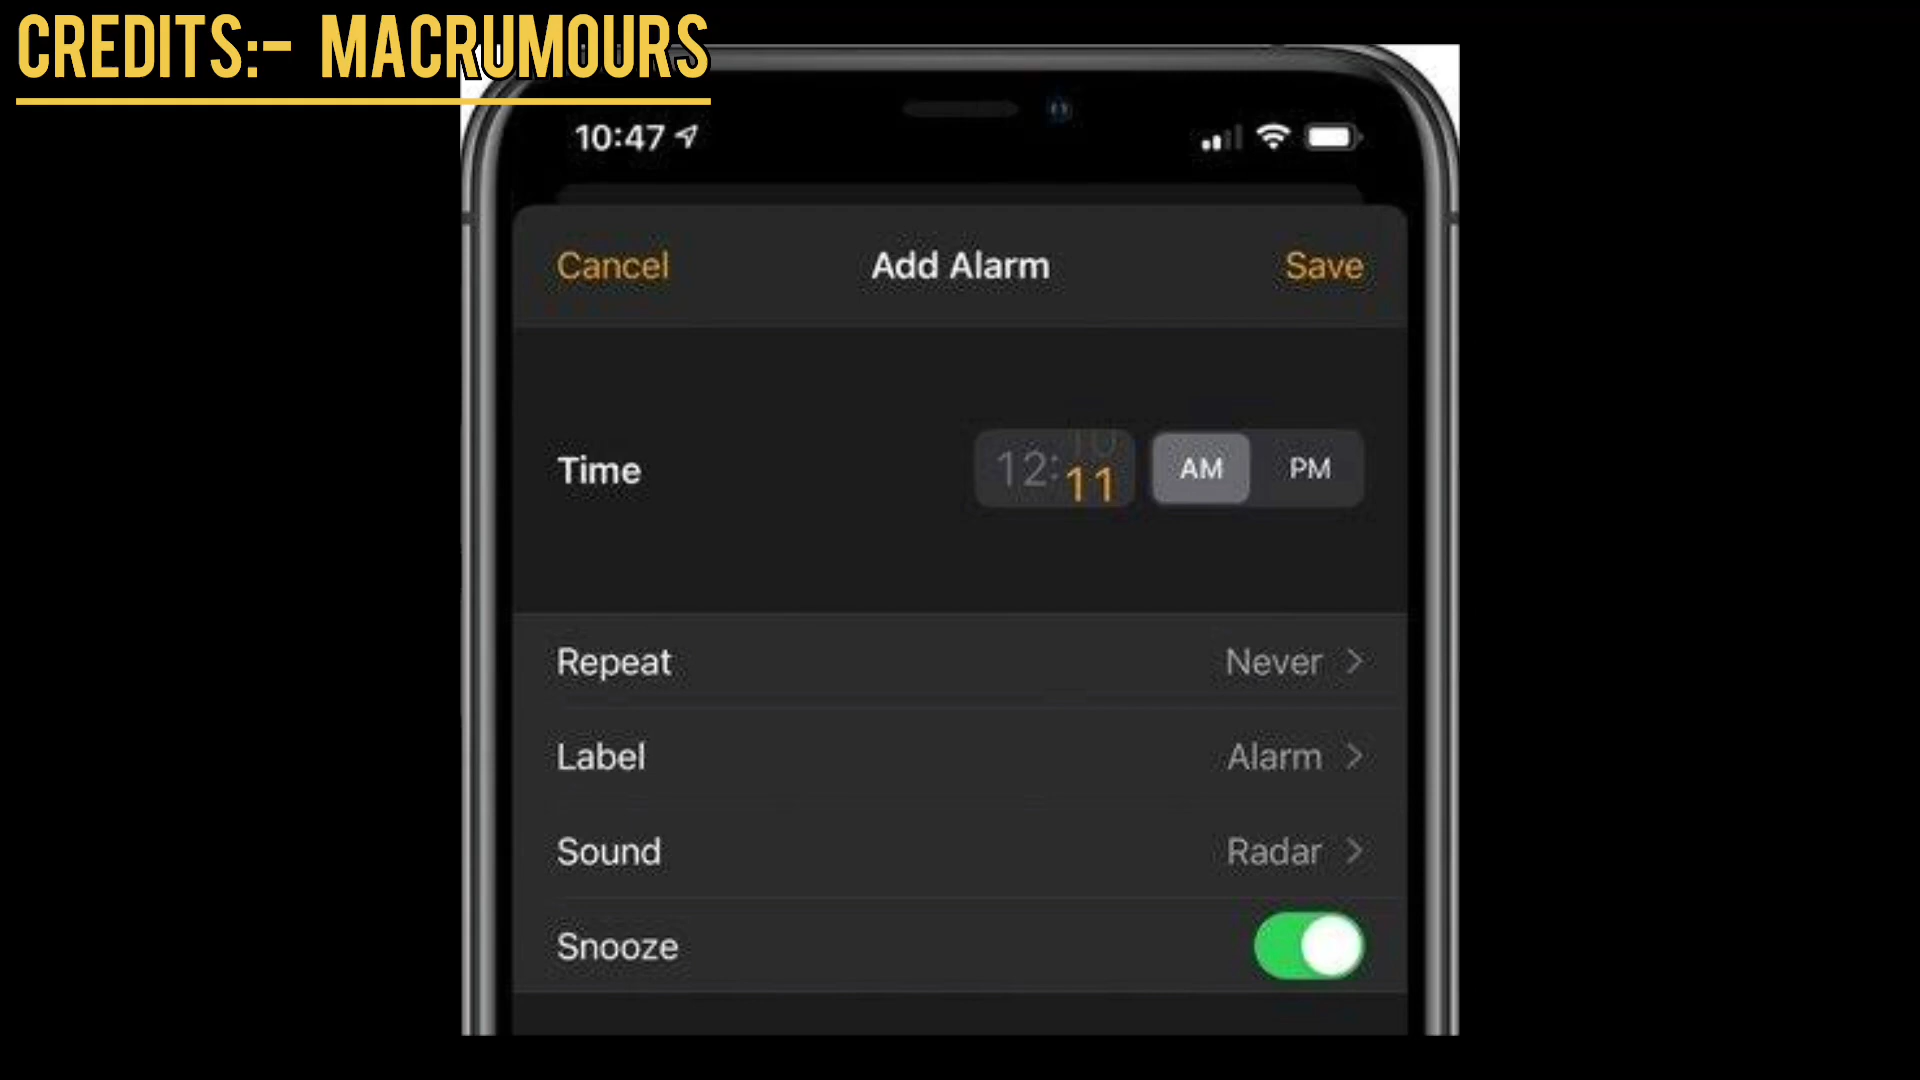 CREDITS:- MACRUMOURS
10:47
Cancel Add Alarm Save
Time 12:11 AM PM
Repeat Never
Label Alarm
Sound Radar
Snooze